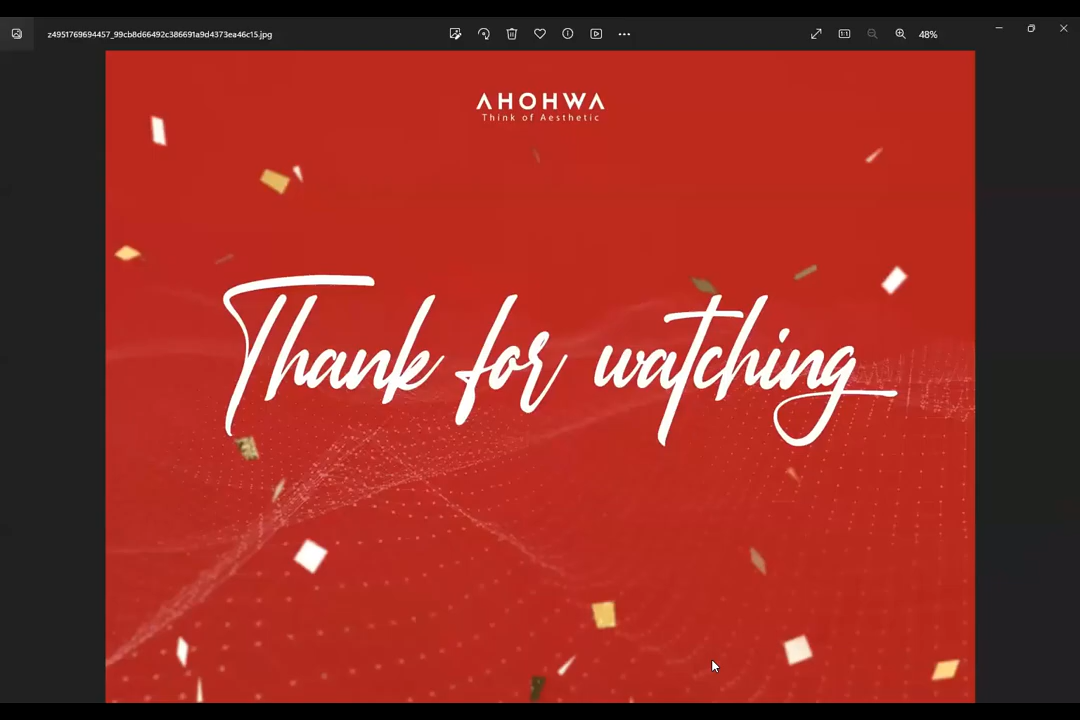 z4951769694457_99cb8d66492c386691a9d4373ea46c15.jpg
48%
AHOHWA
Think of Aesthetic
Thank for watching